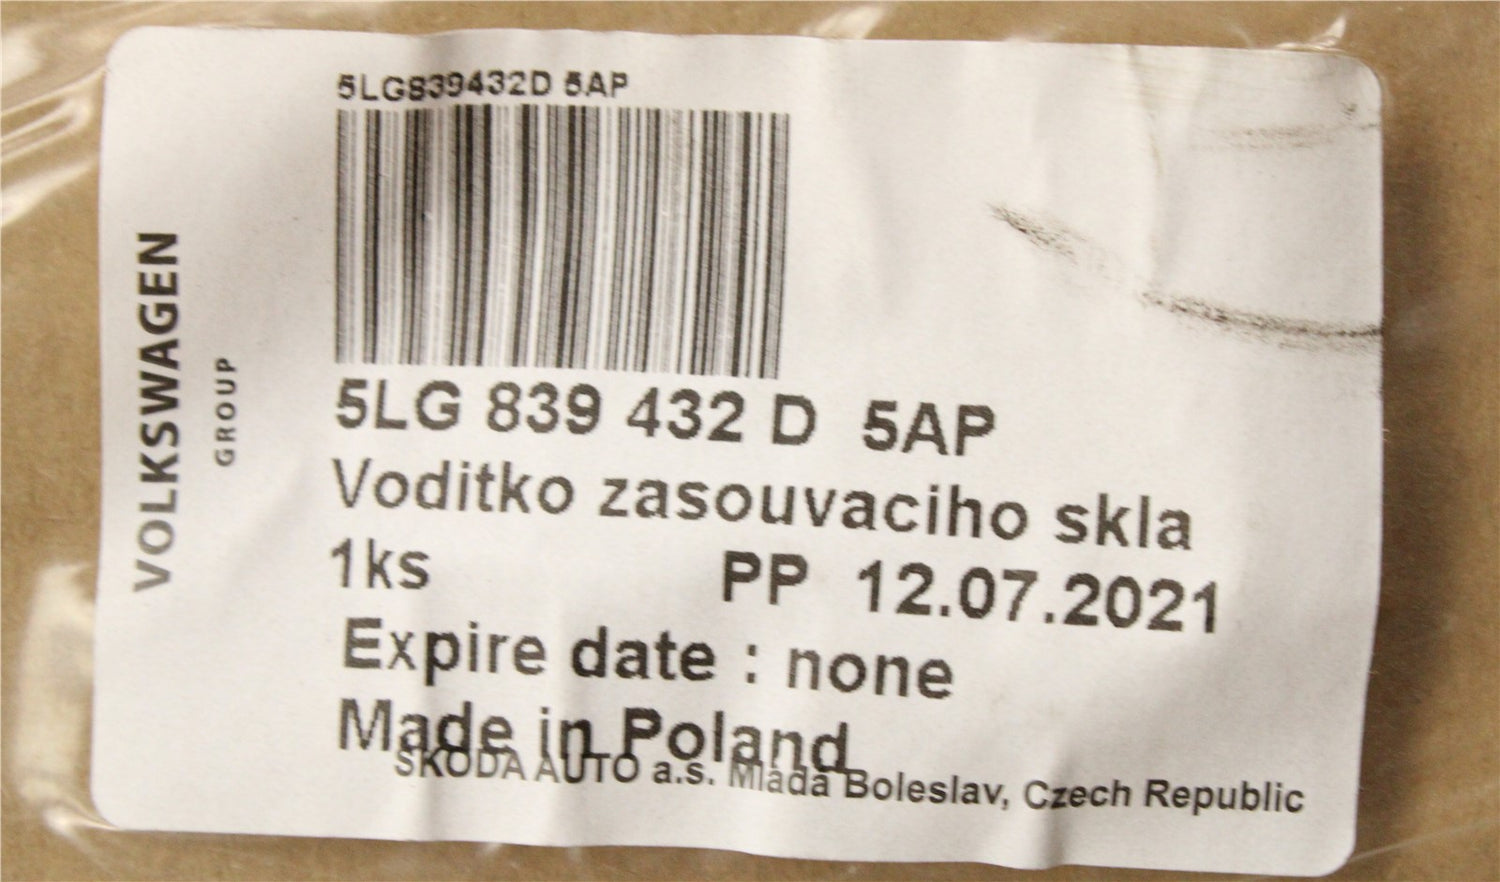 5LG839432D 5AP
VOLKSWAGEN
GROUP
5LG 839 432 D 5AP
Voditko zasouvaciho skla
1ks PP 12.07.2021
Expire date : none
Made in Poland
SKODA AUTO a.s. Mlada Boleslav, Czech Republic